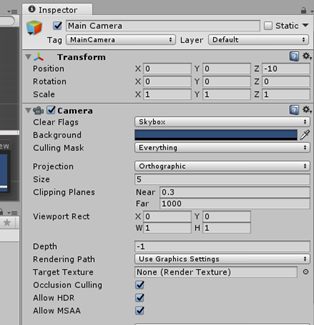 Inspector
Main Camera Static
Tag MainCamera Layer Default
Transform
Position X 0 Y 0 Z -10
Rotation X 0 Y 0 Z 0
Scale X 1 Y 1 Z 1
Camera
Clear Flags Skybox
Background
Culling Mask Everything
Projection Orthographic
Size 5
Clipping Planes Near 0.3
Far 1000
Viewport Rect X 0 Y 0
W 1 H 1
Depth -1
Rendering Path Use Graphics Settings
Target Texture None (Render Texture)
Occlusion Culling
Allow HDR
Allow MSAA